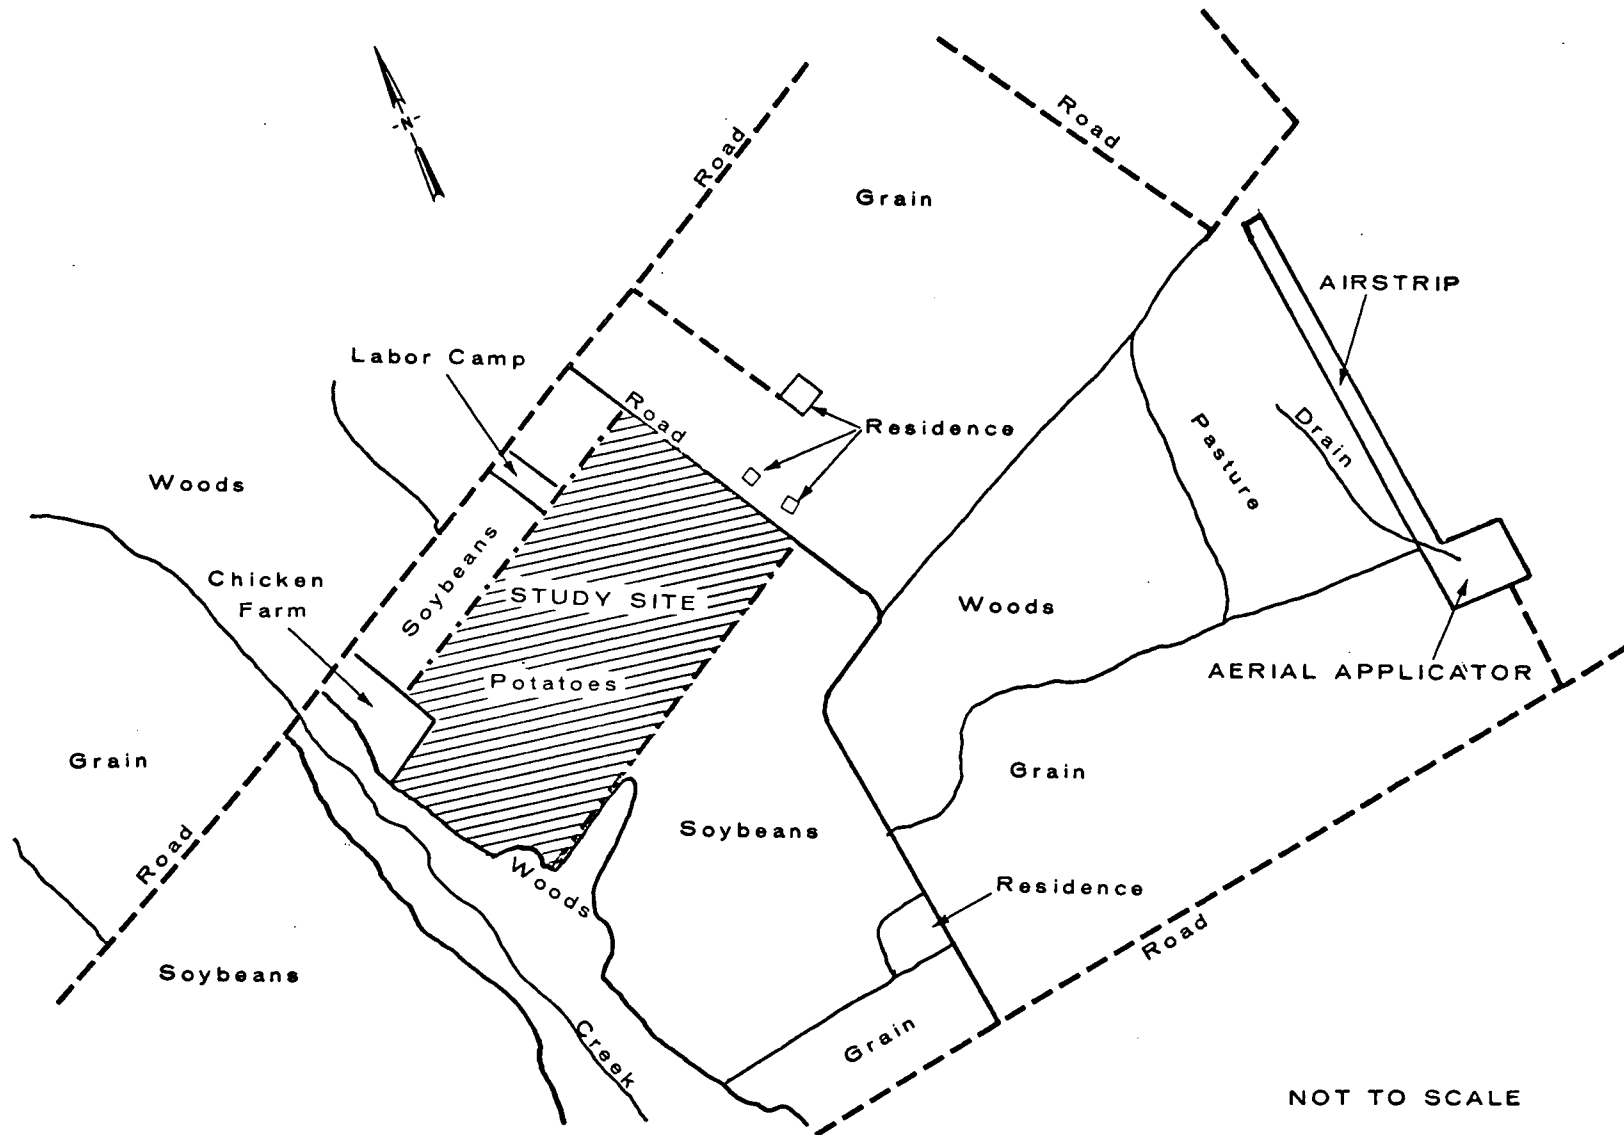 Road
Road
-N-
Grain
AIRSTRIP
Labor Camp
Road
Residence
Drain
Pasture
Woods
Soybeans
Chicken
Farm
STUDY SITE
Woods
AERIAL APPLICATOR
Potatoes
Grain
Grain
Soybeans
Road
Woods
Residence
Road
Soybeans
Grain
Creek
NOT TO SCALE